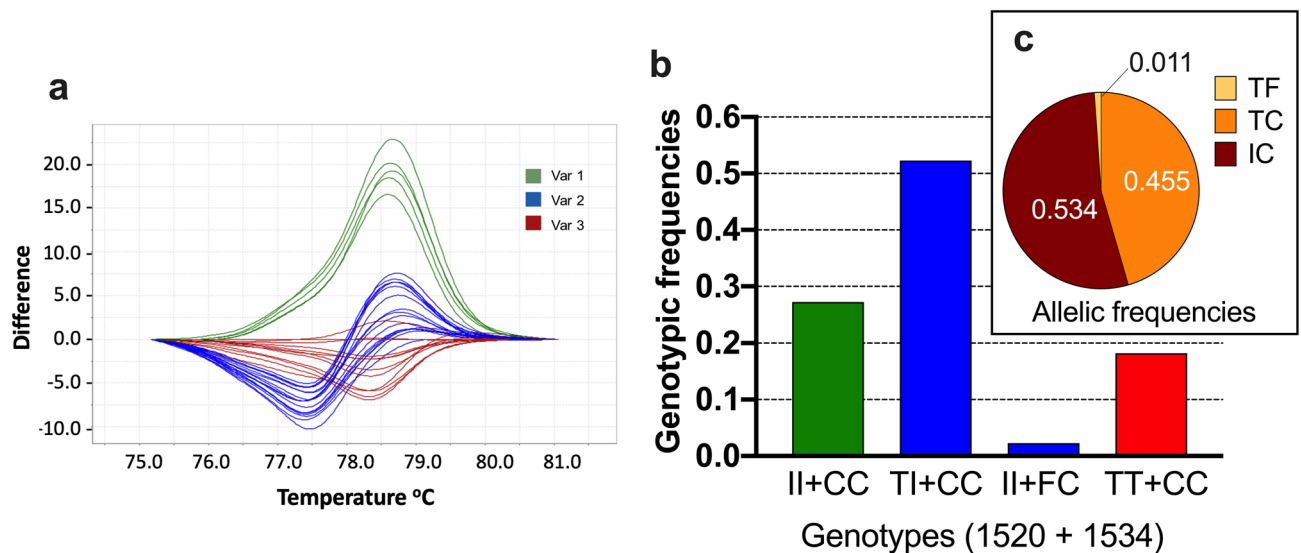 a
Difference
20.0
15.0
10.0
5.0
0.0
-5.0
-10.0
Var 1
Var 2
Var 3
75.0 76.0 77.0 78.0 79.0 80.0 81.0
Temperature ºC
b
Genotypic frequencies
0.6
0.5
0.4
0.3
0.2
0.1
0.0
II+CC TI+CC II+FC TT+CC
Genotypes (1520 + 1534)
c
0.011
TF
TC
IC
0.455
0.534
Allelic frequencies